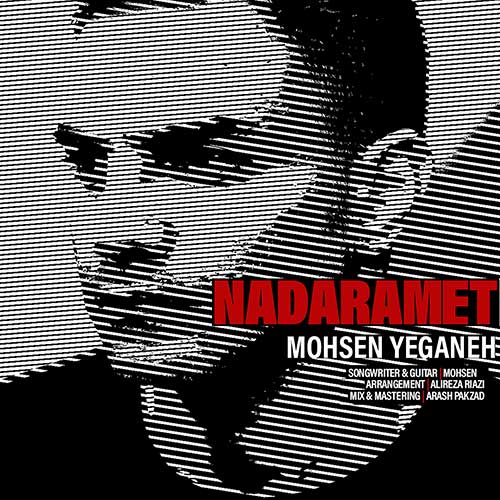 NADARAMET
MOHSEN YEGANEH
SONGWRITER & GUITAR | MOHSEN
ARRANGEMENT | ALIREZA RIAZI
MIX & MASTERING | ARASH PAKZAD